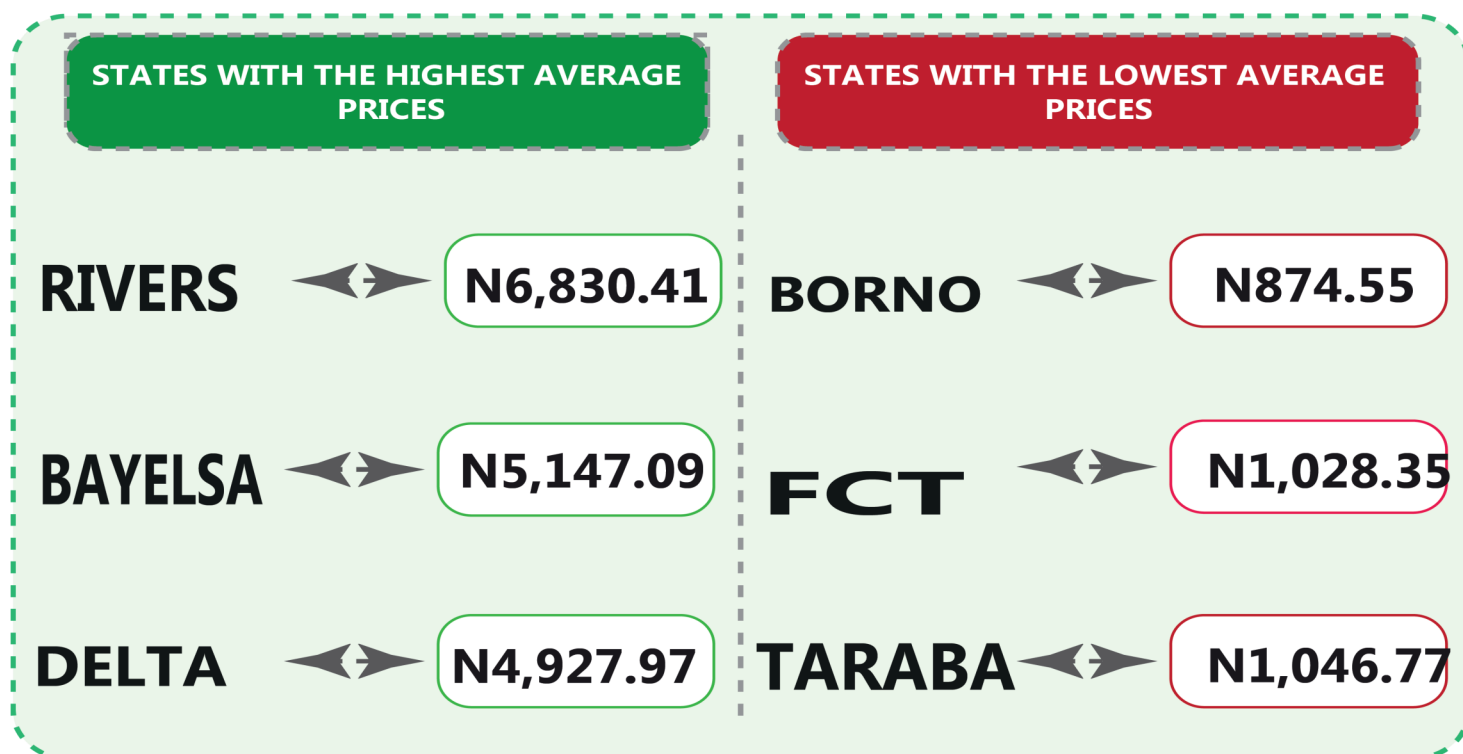 STATES WITH THE HIGHEST AVERAGE
PRICES
RIVERS N6,830.41
BAYELSA N5,147.09
DELTA N4,927.97
STATES WITH THE LOWEST AVERAGE
PRICES
BORNO N874.55
FCT N1,028.35
TARABA N1,046.77